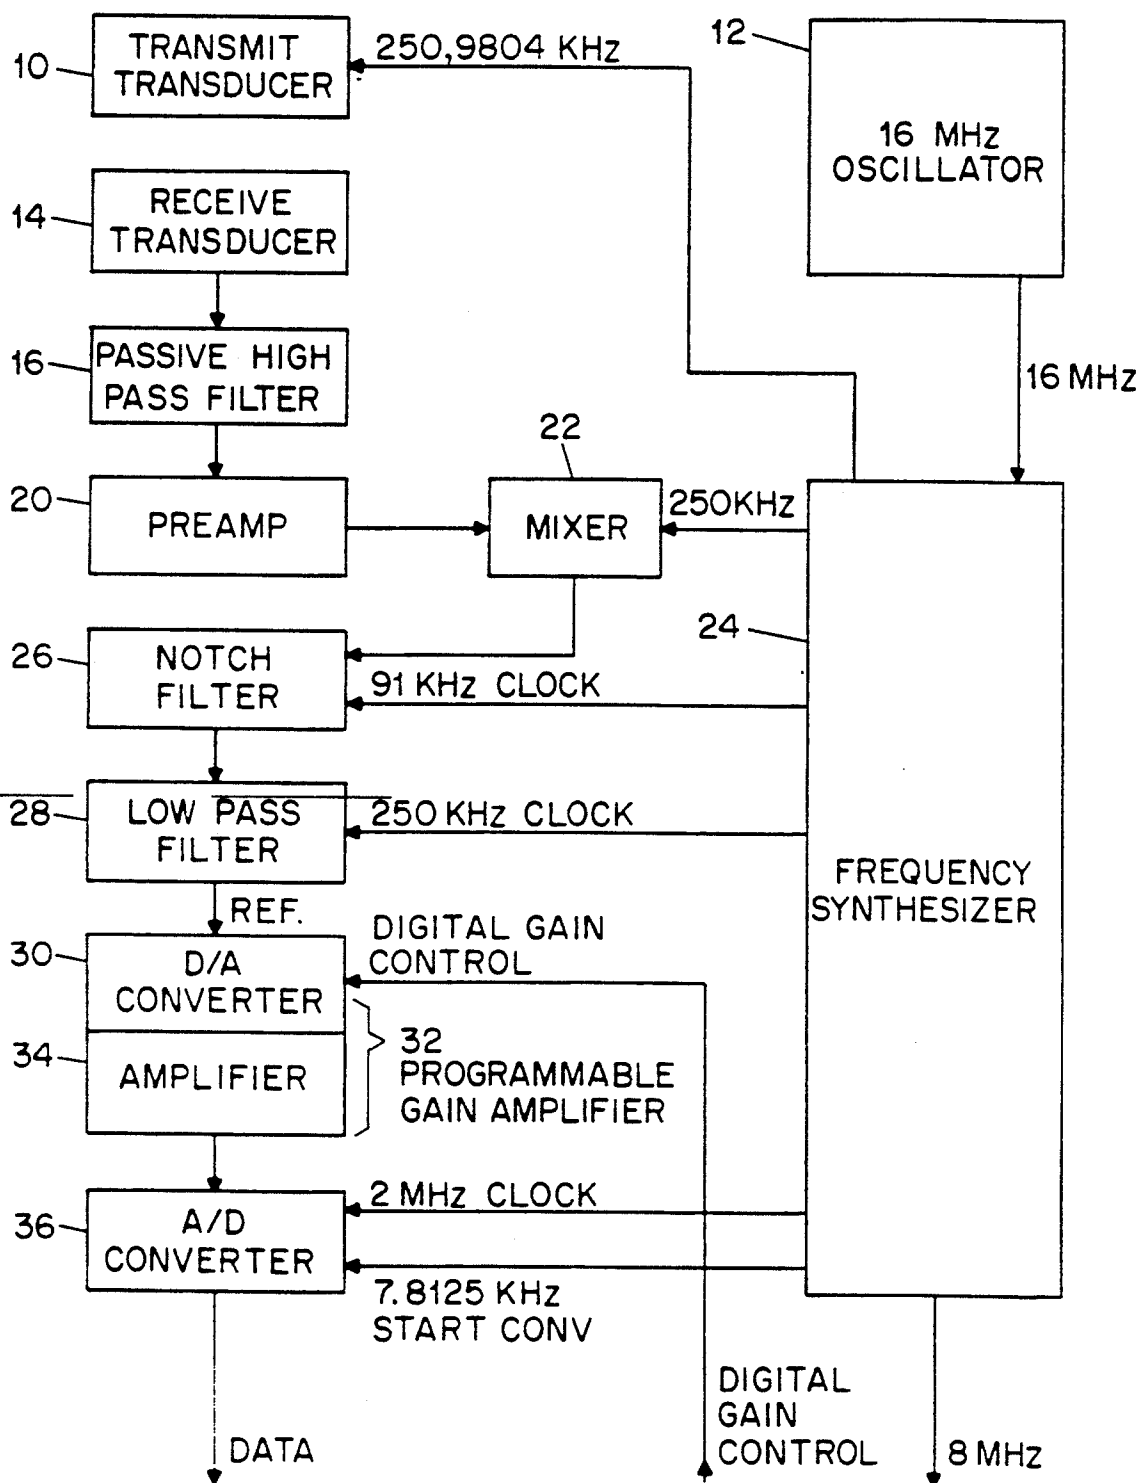 10
TRANSMIT
TRANSDUCER
250,9804 KHz
12
16 MHz
OSCILLATOR
14
RECEIVE
TRANSDUCER
16
PASSIVE HIGH
PASS FILTER
16 MHz
20
PREAMP
22
MIXER
250KHz
24
26
NOTCH
FILTER
91 KHz CLOCK
28
LOW PASS
FILTER
250 KHz CLOCK
FREQUENCY
SYNTHESIZER
REF.
30
D/A
CONVERTER
DIGITAL GAIN
CONTROL
34
AMPLIFIER
32
PROGRAMMABLE
GAIN AMPLIFIER
36
A/D
CONVERTER
2 MHz CLOCK
7.8125 KHz
START CONV
DATA
DIGITAL
GAIN
CONTROL
8 MHz